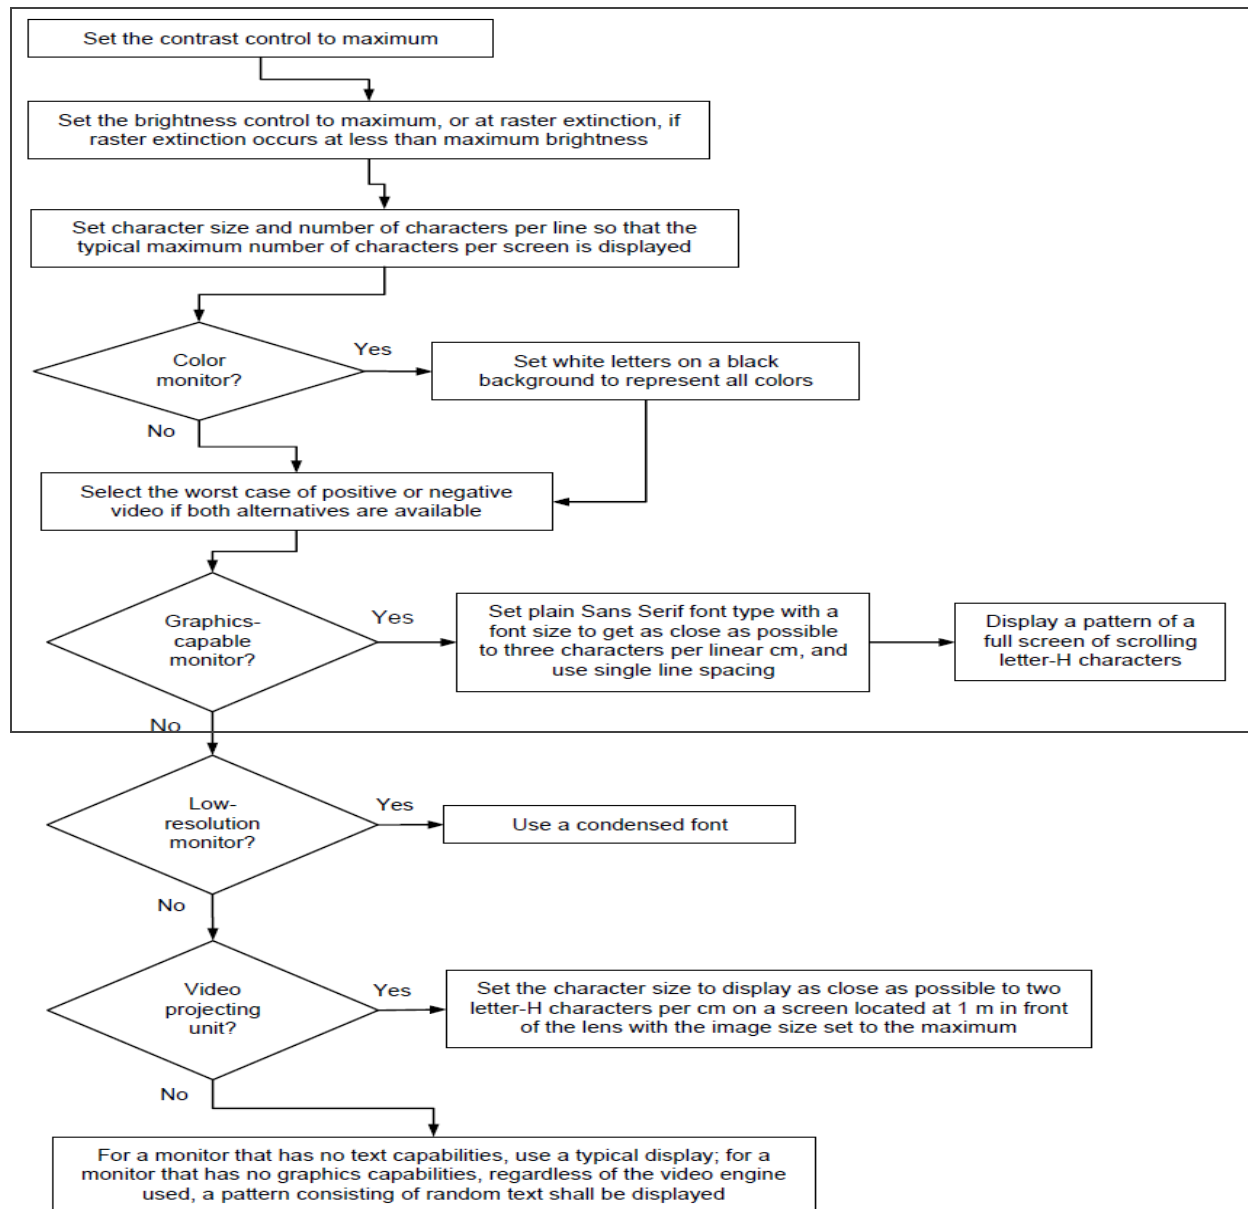 Set the contrast control to maximum
Set the brightness control to maximum, or at raster extinction, if
raster extinction occurs at less than maximum brightness
Set character size and number of characters per line so that the
typical maximum number of characters per screen is displayed
Color
monitor?
Yes
Set white letters on a black
background to represent all colors
No
Select the worst case of positive or negative
video if both alternatives are available
Graphics-
capable
monitor?
Yes
Set plain Sans Serif font type with a
font size to get as close as possible
to three characters per linear cm, and
use single line spacing
Display a pattern of a
full screen of scrolling
letter-H characters
No
Low-
resolution
monitor?
Yes
Use a condensed font
No
Video
projecting
unit?
Yes
Set the character size to display as close as possible to two
letter-H characters per cm on a screen located at 1 m in front
of the lens with the image size set to the maximum
No
For a monitor that has no text capabilities, use a typical display; for
a monitor that has no graphics capabilities, regardless of the video engine
used, a pattern consisting of random text shall be displayed